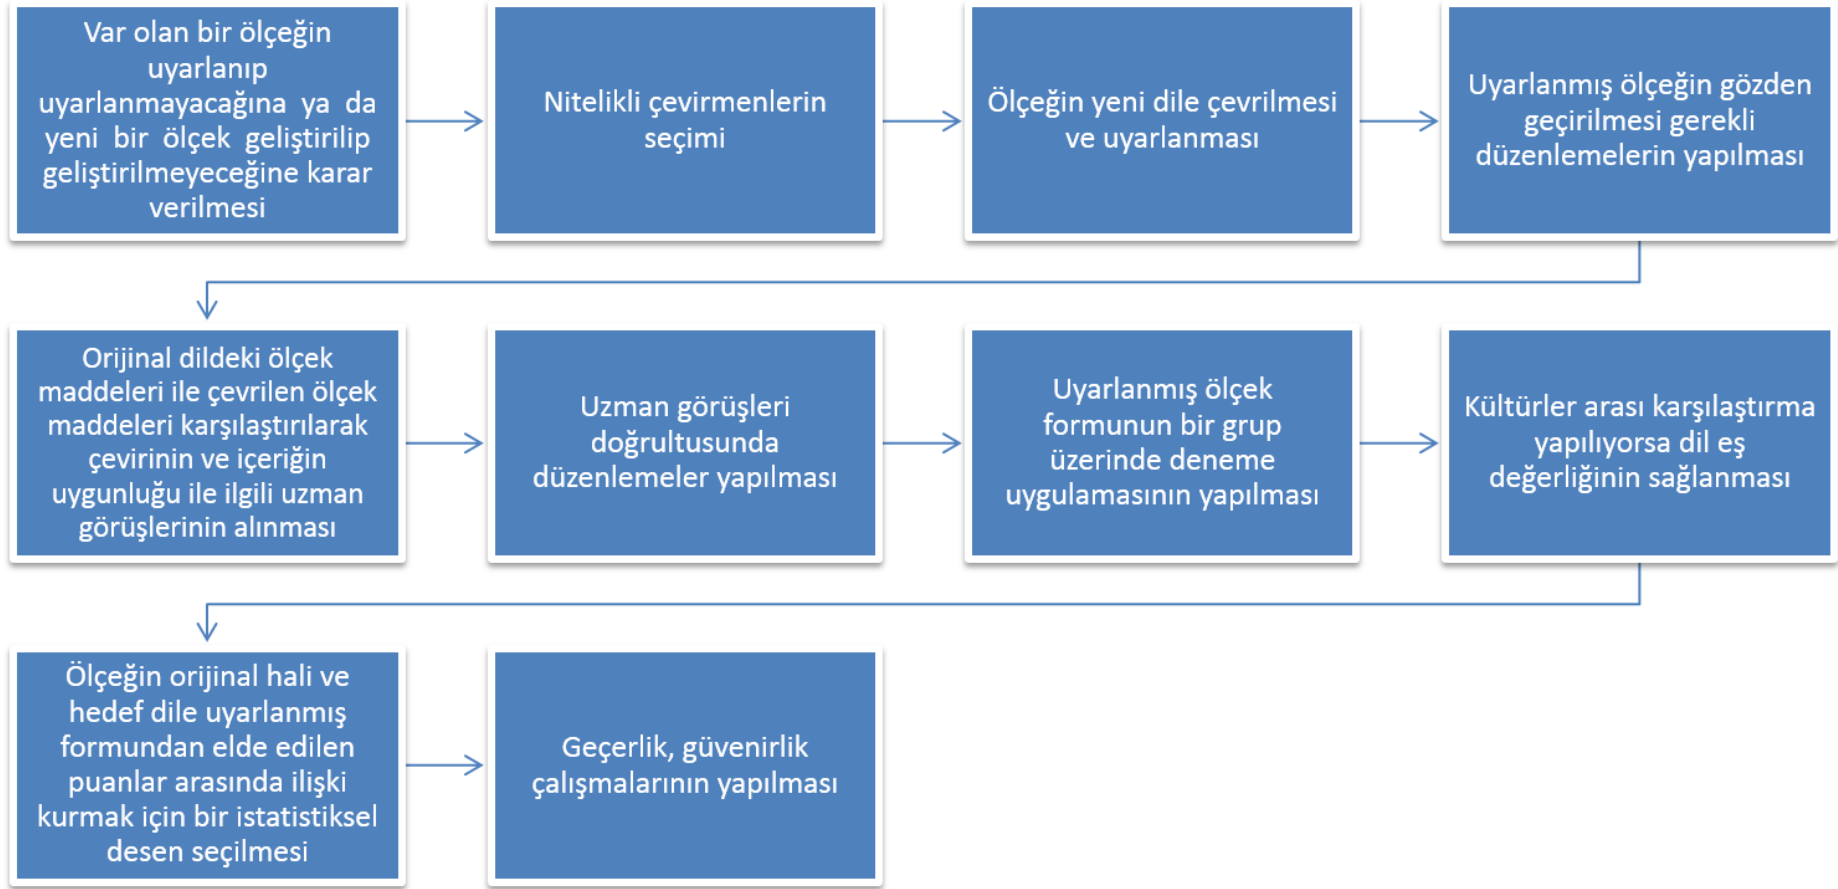 Var olan bir ölçeğin
uyarlanıp
uyarlanmayacağına ya da
yeni bir ölçek geliştirilip
geliştirilmeyeceğine karar
verilmesi
Nitelikli çevirmenlerin
seçimi
Ölçeğin yeni dile çevrilmesi
ve uyarlanması
Uyarlanmış ölçeğin gözden
geçirilmesi gerekli
düzenlemelerin yapılması
Orijinal dildeki ölçek
maddeleri ile çevrilen ölçek
maddeleri karşılaştırılarak
çevirinin ve içeriğin
uygunluğu ile ilgili uzman
görüşlerinin alınması
Uzman görüşleri
doğrultusunda
düzenlemeler yapılması
Uyarlanmış ölçek
formunun bir grup
üzerinde deneme
uygulamasının yapılması
Kültürler arası karşılaştırma
yapılıyorsa dil eş
değerliğinin sağlanması
Ölçeğin orijinal hali ve
hedef dile uyarlanmış
formundan elde edilen
puanlar arasında ilişki
kurmak için bir istatistiksel
desen seçilmesi
Geçerlik, güvenirlik
çalışmalarının yapılması